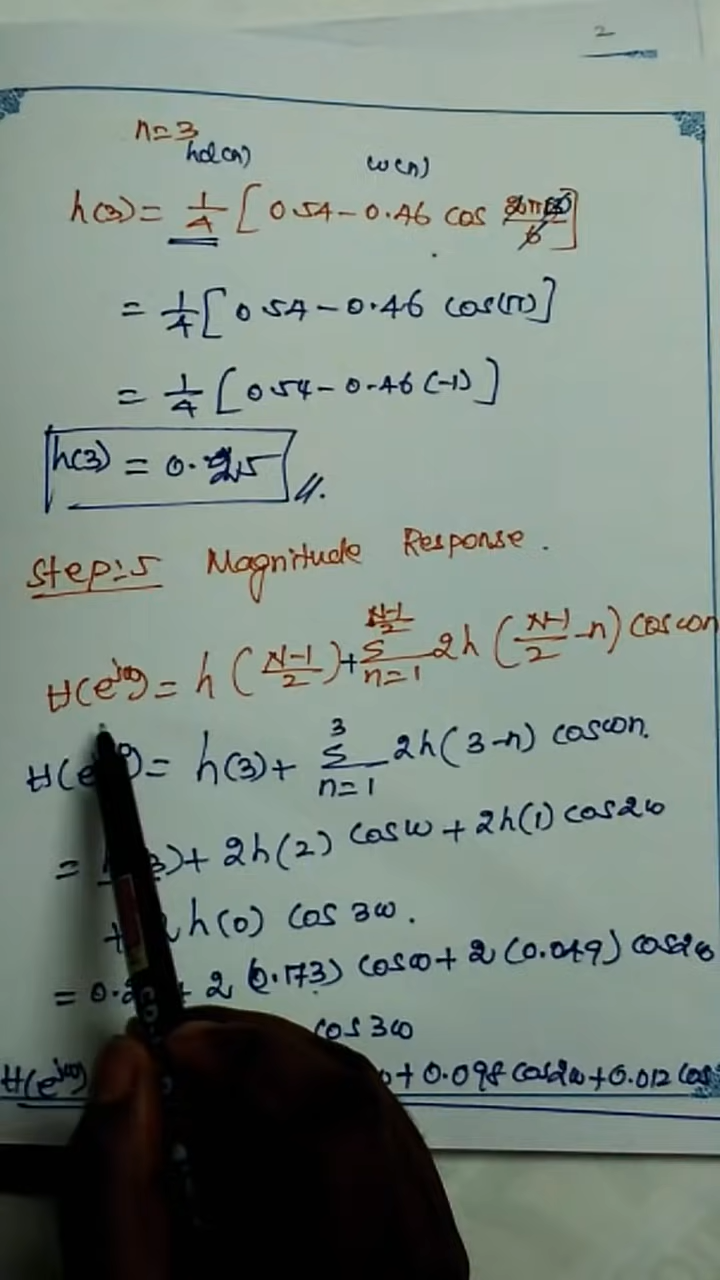 2
n=3
hd(n) w(n)
h(3) = 1/4 [ 0.54 - 0.46 cos
= 1/4 [ 0.54 - 0.46 cos(π) ]
= 1/4 [ 0.54 - 0.46 (-1) ]
h(3) = 0.25 //.
Step:5 Magnitude Response.
H(e^jω) = h (N-1/2) + Σ_{n=1}^{N-1/2} 2h (N-1/2 - n) cosωn
= h(3) + Σ_{n=1}^{3} 2h(3-n) cosωn.
= + 2h(2) cosω + 2h(1) cos2ω
h(0) cos 3ω.
= + 2 (0.173) cosω + 2 (0.049) cos2ω
cos 3ω
H(e^jω) + 0.098 cos2ω + 0.012 cos